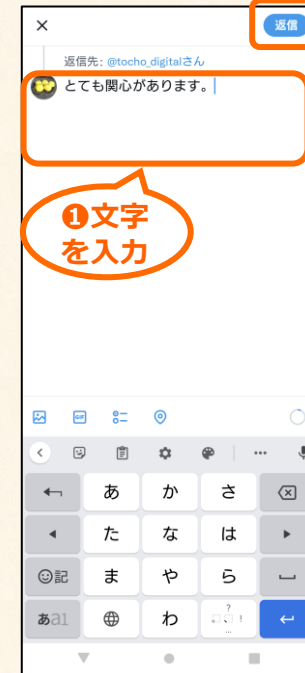 ×
返信
返信先: @tocho_digitalさん
とても関心があります。
❶文字
を入力
GIF
あ か さ
た な は
☺記 ま や ら
あa1 わ 、。?!…